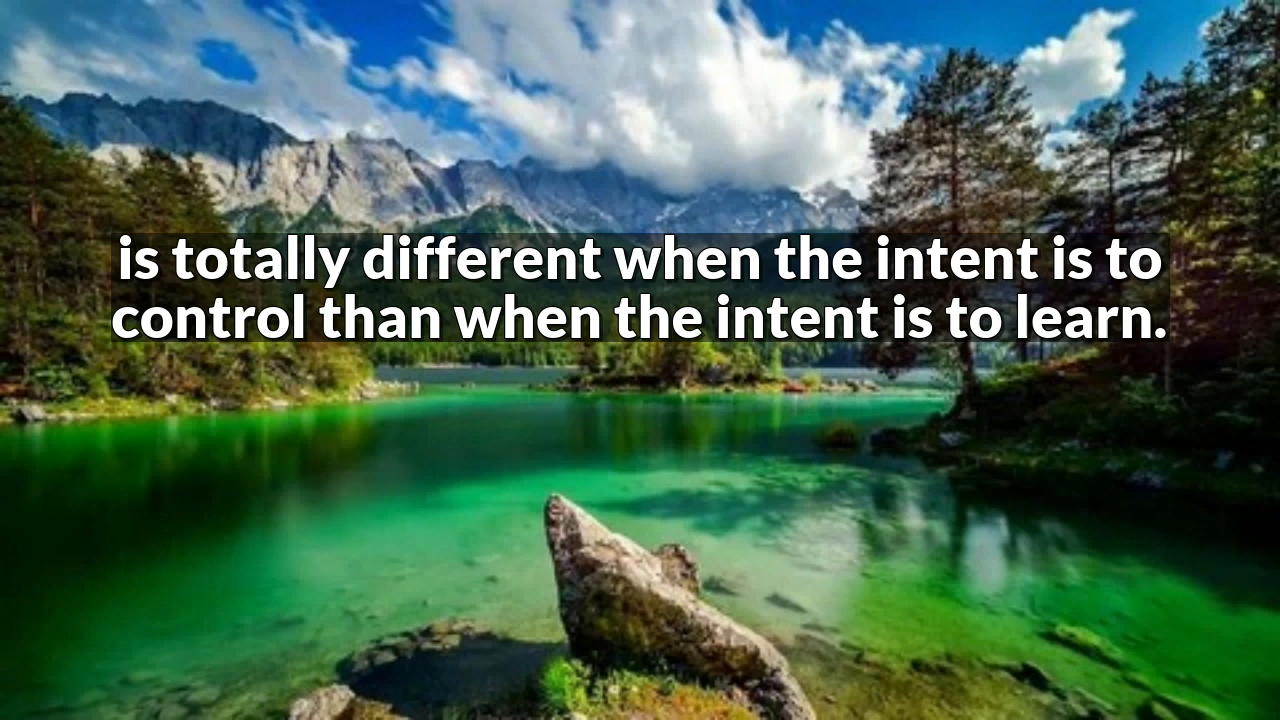 is totally different when the intent is to
control than when the intent is to learn.